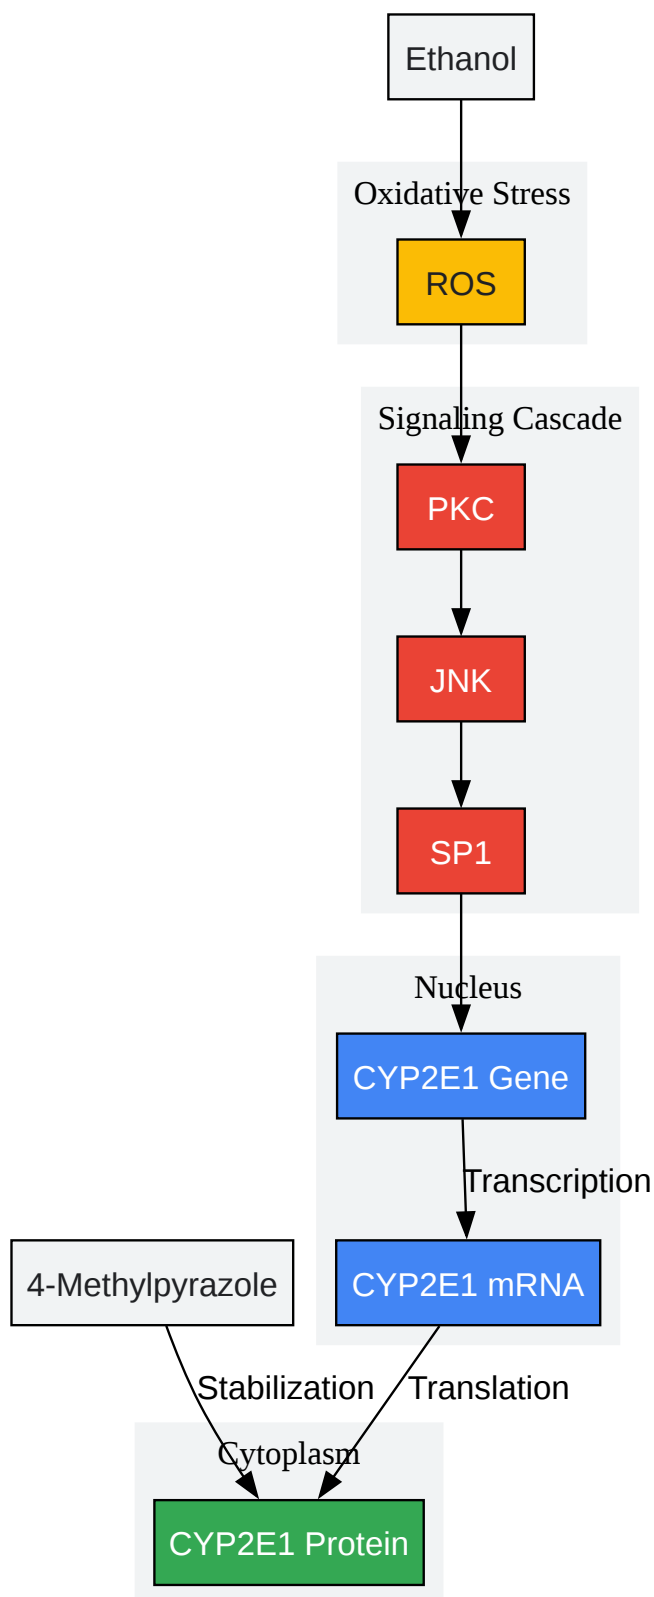 Ethanol
Oxidative Stress
ROS
Signaling Cascade
PKC
JNK
SP1
Nucleus
CYP2E1 Gene
Transcription
4-Methylpyrazole
CYP2E1 mRNA
Stabilization
Translation
Cytoplasm
CYP2E1 Protein